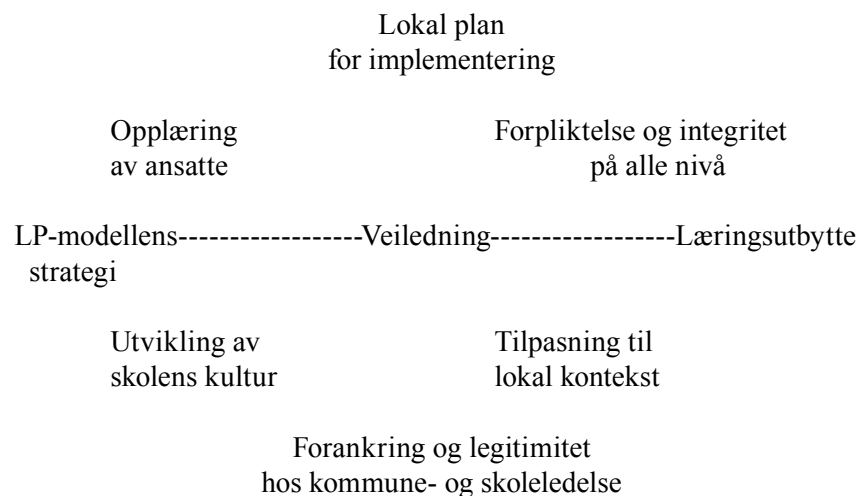 Lokal plan
for implementering
Opplæring
av ansatte
Forpliktelse og integritet
på alle nivå
LP-modellens------------------Veiledning------------------Læringsutbytte
strategi
Utvikling av
skolens kultur
Tilpasning til
lokal kontekst
Forankring og legitimitet
hos kommune- og skoleledelse